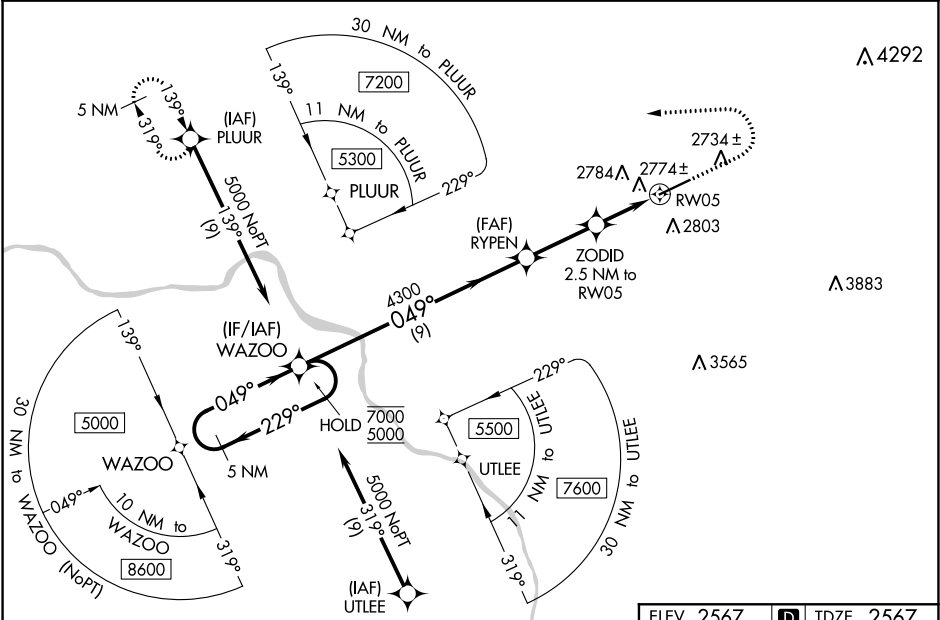 30 NM to PLUUR
139°
7200
11 NM to PLUUR
5300
PLUUR
229°
4292
5 NM
139°
319°
(IAF)
PLUUR
5000 NoPT
139°
(9)
2734 ±
2784
2774 ±
RW05
2803
(FAF)
RYPEN
ZODID
2.5 NM to
RW05
4300
049°
(9)
3883
3565
(IF/IAF)
WAZOO
049°
229°
5 NM
HOLD 7000
5000
139°
5000
WAZOO
30 NM to WAZOO (NoPT)
049°
10 NM to
WAZOO
8600
319°
229°
5500
11 NM to UTLEE
UTLEE
7600
30 NM to UTLEE
319°
5000 NoPT
319°
(9)
(IAF)
UTLEE
ELEV 2567 D TDZE 2567